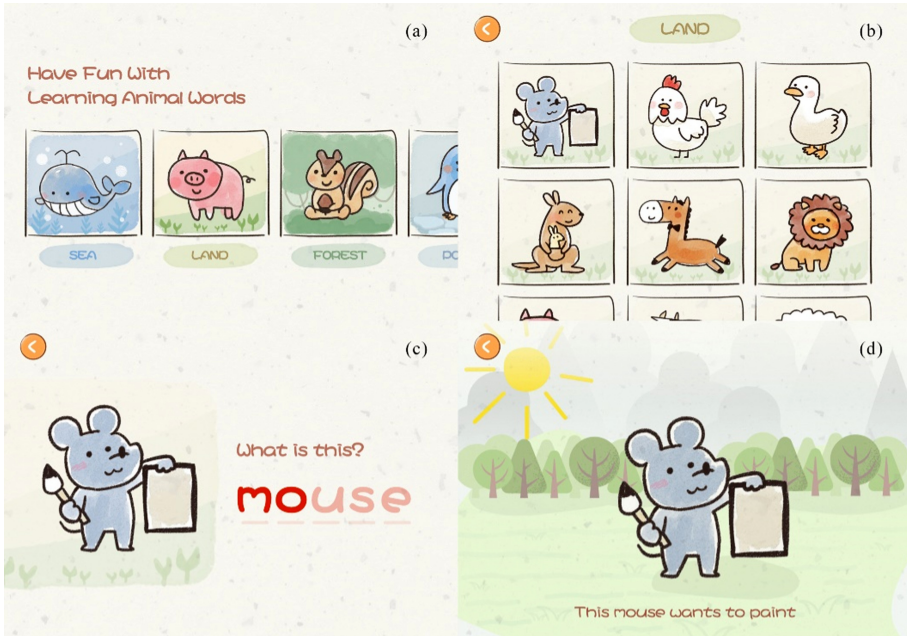 (a)
Have Fun With
Learning Animal Words
SEA
LAND
FOREST
(b)
LAND
(c)
What is this?
mouse
(d)
This mouse wants to paint